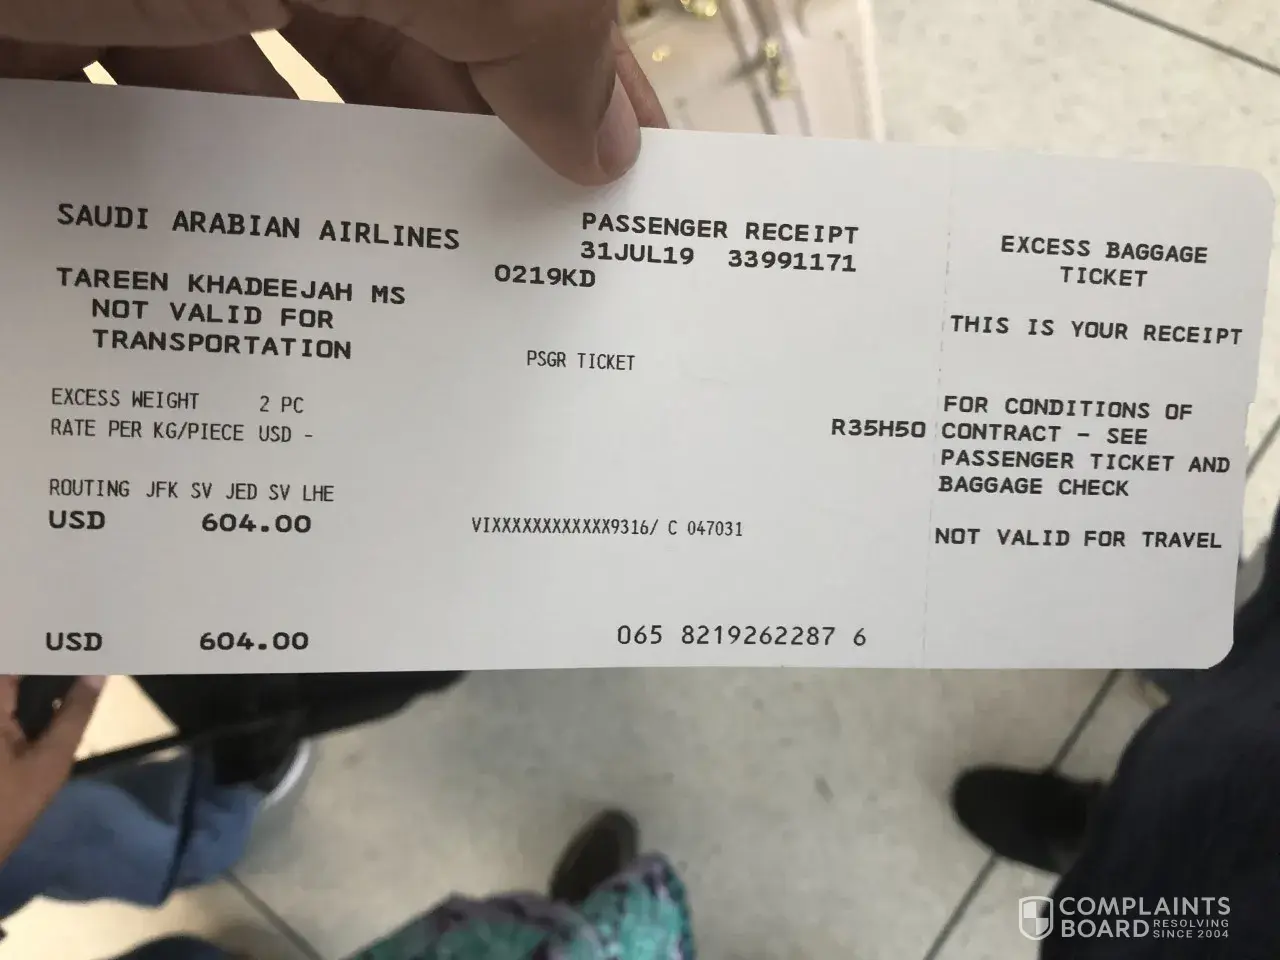 SAUDI ARABIAN AIRLINES
PASSENGER RECEIPT
31JUL19 33991171
0219KD
TAREEN KHADEEJAH MS
NOT VALID FOR
TRANSPORTATION
PSGR TICKET
EXCESS WEIGHT 2 PC
RATE PER KG/PIECE USD -
R35H50
ROUTING JFK SV JED SV LHE
USD 604.00
VIXXXXXXXXXXXX9316/ C 047031
USD 604.00
065 8219262287 6
EXCESS BAGGAGE
TICKET
THIS IS YOUR RECEIPT
FOR CONDITIONS OF
CONTRACT - SEE
PASSENGER TICKET AND
BAGGAGE CHECK
NOT VALID FOR TRAVEL
COMPLAINTS
BOARD RESOLVING
SINCE 2004